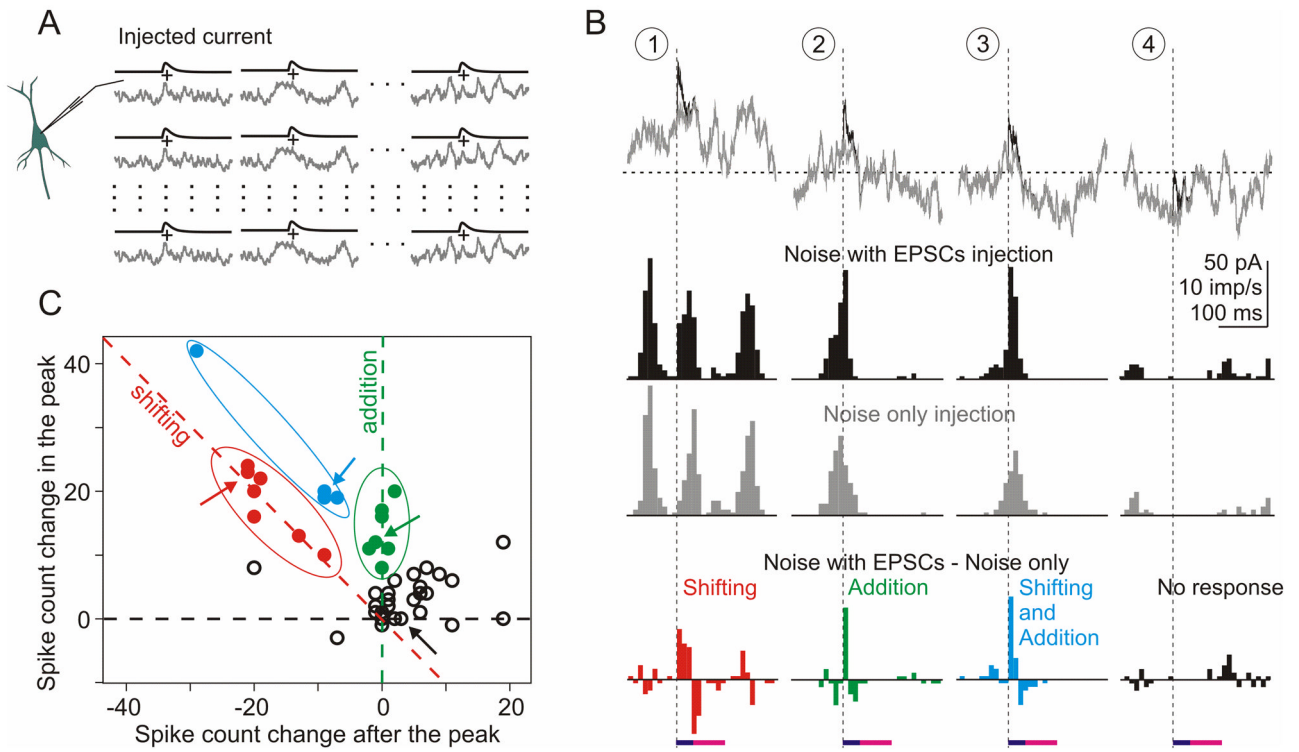 A
Injected current
B
1
2
3
4
Noise with EPSCs injection
50 pA
10 imp/s
100 ms
Noise only injection
Noise with EPSCs - Noise only
Shifting
Addition
Shifting
and
Addition
No response
C
Spike count change in the peak
40
20
0
shifting
addition
-40
-20
0
20
Spike count change after the peak